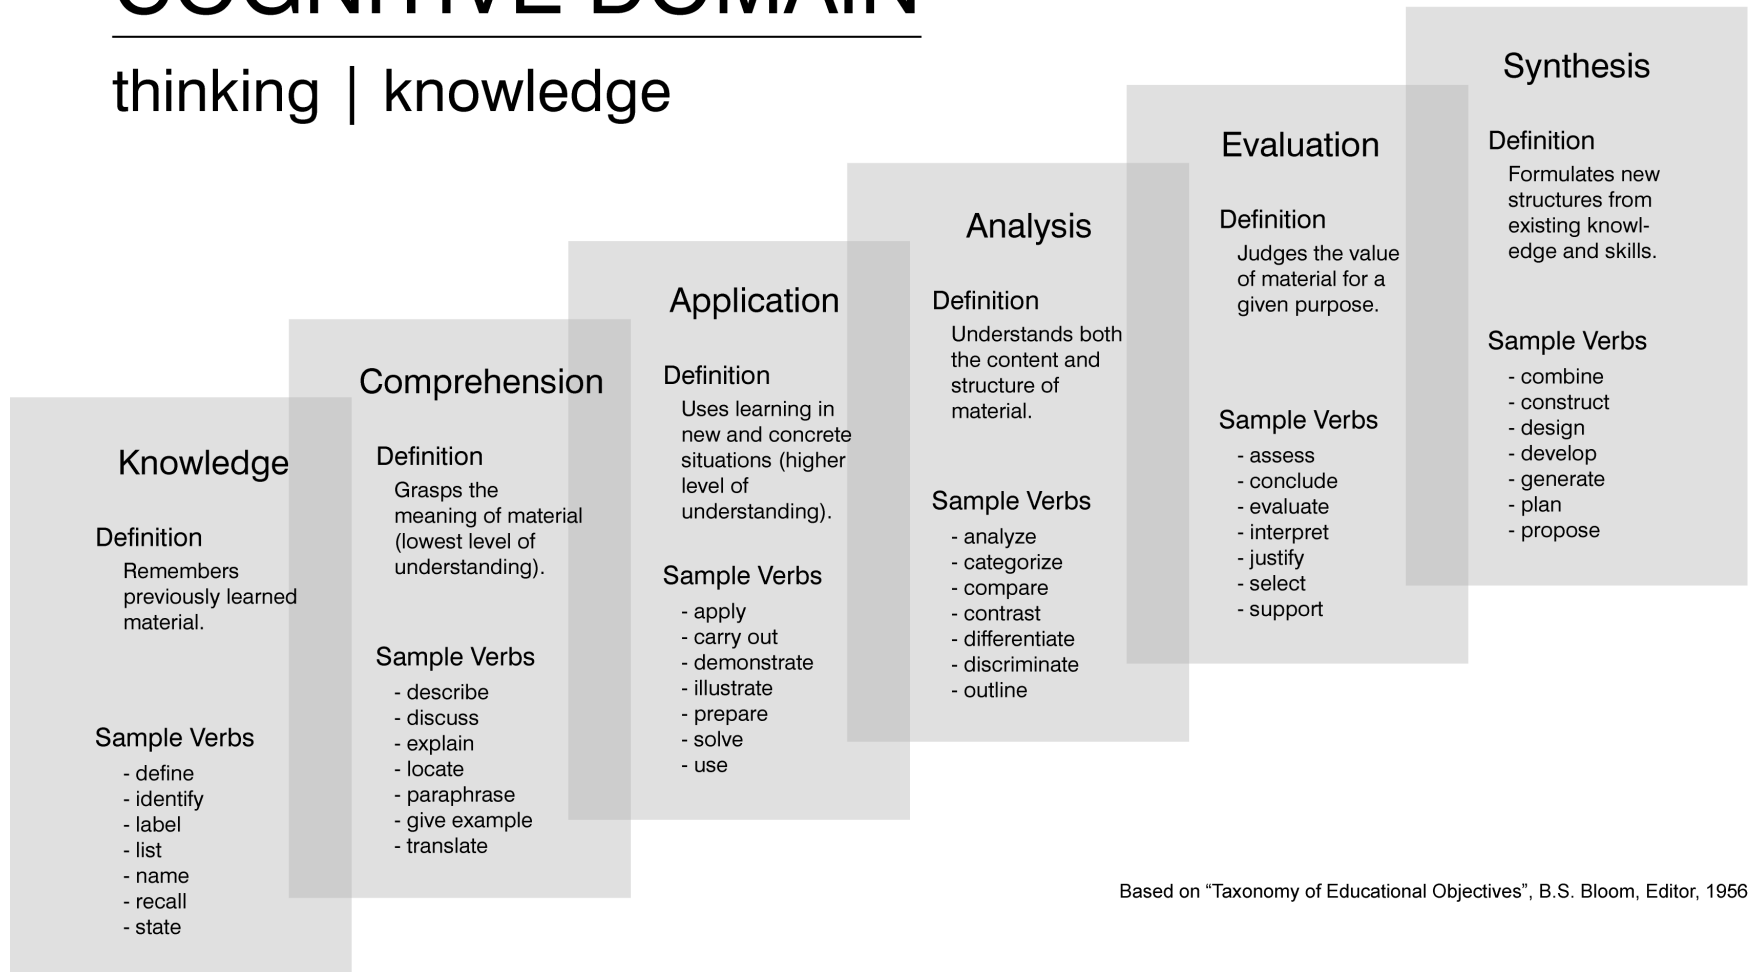 COGNITIVE DOMAIN
thinking | knowledge
Knowledge
Definition
Remembers
previously learned
material.
Sample Verbs
- define
- identify
- label
- list
- name
- recall
- state
Comprehension
Definition
Grasps the
meaning of material
(lowest level of
understanding).
Sample Verbs
- describe
- discuss
- explain
- locate
- paraphrase
- give example
- translate
Application
Definition
Uses learning in
new and concrete
situations (higher
level of
understanding).
Sample Verbs
- apply
- carry out
- demonstrate
- illustrate
- prepare
- solve
- use
Analysis
Definition
Understands both
the content and
structure of
material.
Sample Verbs
- analyze
- categorize
- compare
- contrast
- differentiate
- discriminate
- outline
Evaluation
Definition
Judges the value
of material for a
given purpose.
Sample Verbs
- assess
- conclude
- evaluate
- interpret
- justify
- select
- support
Synthesis
Definition
Formulates new
structures from
existing knowl-
edge and skills.
Sample Verbs
- combine
- construct
- design
- develop
- generate
- plan
- propose
Based on “Taxonomy of Educational Objectives”, B.S. Bloom, Editor, 1956